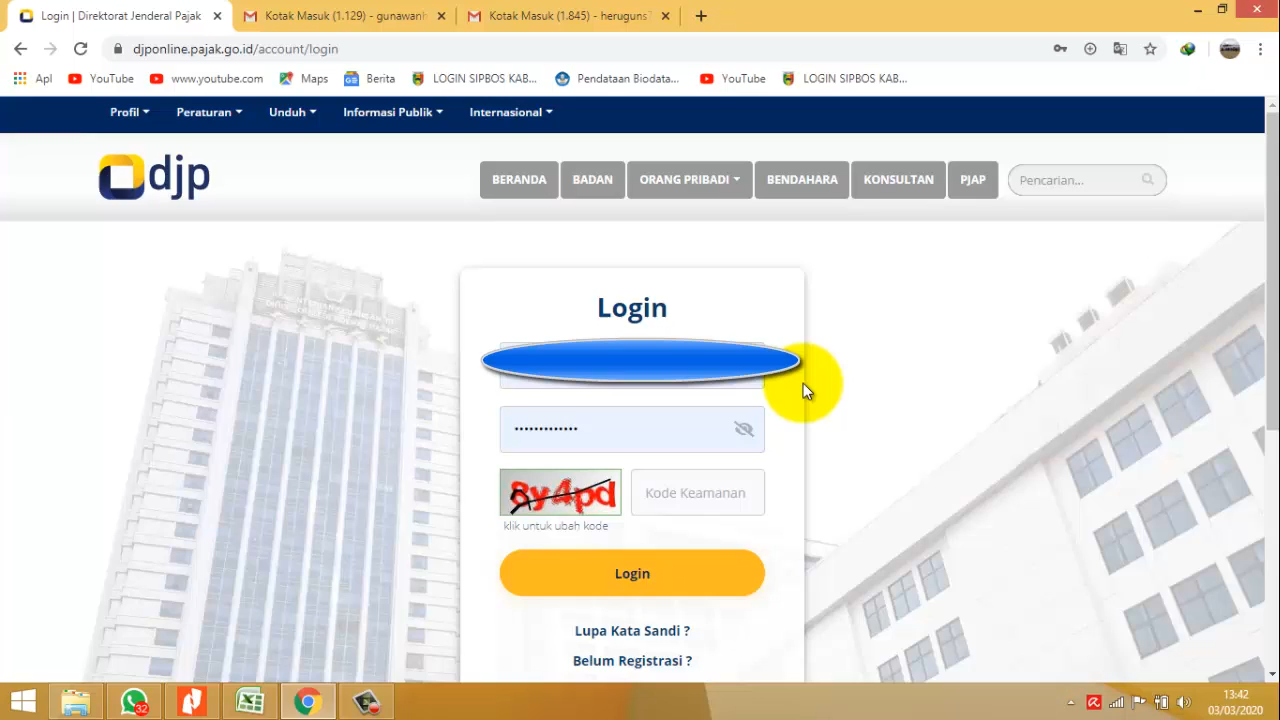 Login | Direktorat Jenderal Pajak
Kotak Masuk (1.129) - gunawanh
Kotak Masuk (1.845) - heruguns
djponline.pajak.go.id/account/login
Apl
YouTube
www.youtube.com
Maps
Berita
LOGIN SIPBOS KAB...
Pendataan Biodata...
YouTube
LOGIN SIPBOS KAB...
Profil
Peraturan
Unduh
Informasi Publik
Internasional
djp
BERANDA
BADAN
ORANG PRIBADI
BENDAHARA
KONSULTAN
PJAP
Pencarian...
Login
8y4pd
Kode Keamanan
klik untuk ubah kode
Login
Lupa Kata Sandi ?
Belum Registrasi ?
32
13:42
03/03/2020